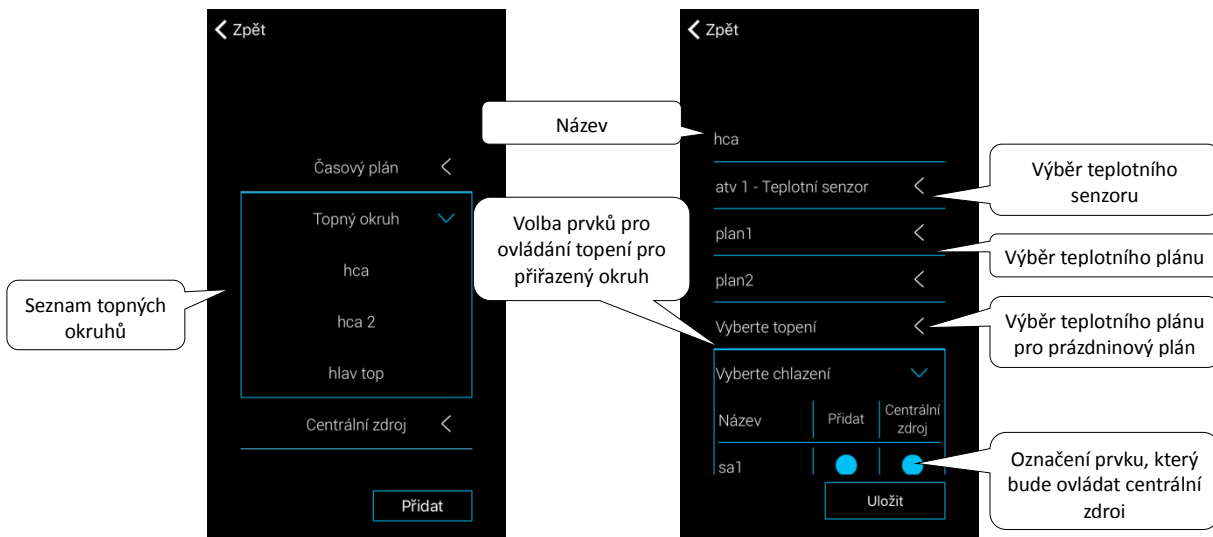 Zpět
Časový plán
Topný okruh
hca
hca 2
hlav top
Centrální zdroj
Přidat
Seznam topných
okruhů
Zpět
hca
atv 1 - Teplotní senzor
plan1
plan2
Vyberte topení
Vyberte chlazení
Název
Přidat
Centrální
zdroj
sa1
Uložit
Název
Volba prvků pro
ovládání topení pro
přiřazený okruh
Výběr teplotního
senzoru
Výběr teplotního plánu
Výběr teplotního plánu
pro prázdninový plán
Označení prvku, který
bude ovládat centrální
zdroi